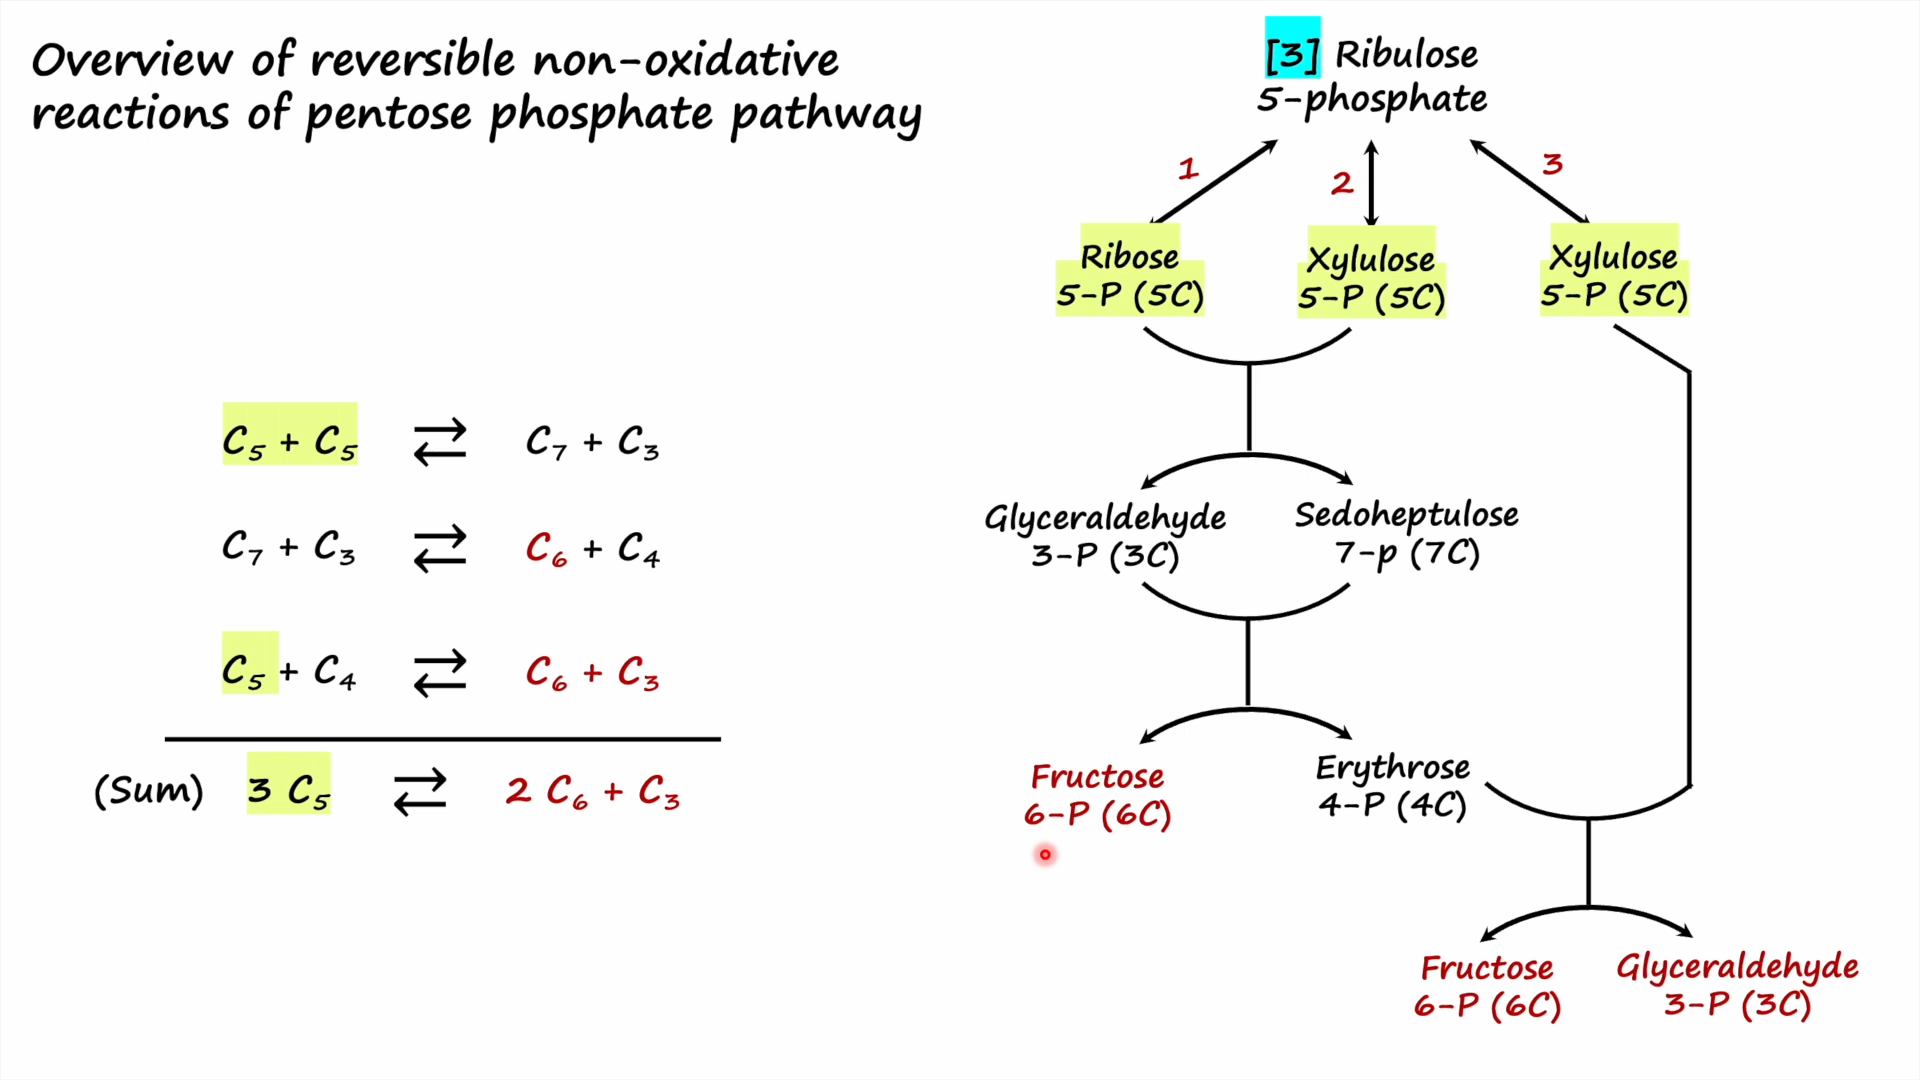 Overview of reversible non-oxidative
reactions of pentose phosphate pathway
[3] Ribulose
5-phosphate
1
2
3
Ribose
5-P (5C)
Xylulose
5-P (5C)
Xylulose
5-P (5C)
Glyceraldehyde
3-P (3C)
Sedoheptulose
7-p (7C)
Fructose
6-P (6C)
Erythrose
4-P (4C)
Fructose
6-P (6C)
Glyceraldehyde
3-P (3C)
C₅ + C₅ ⇄ C₇ + C₃
C₇ + C₃ ⇄ C₆ + C₄
C₅ + C₄ ⇄ C₆ + C₃
(Sum) 3 C₅ ⇄ 2 C₆ + C₃